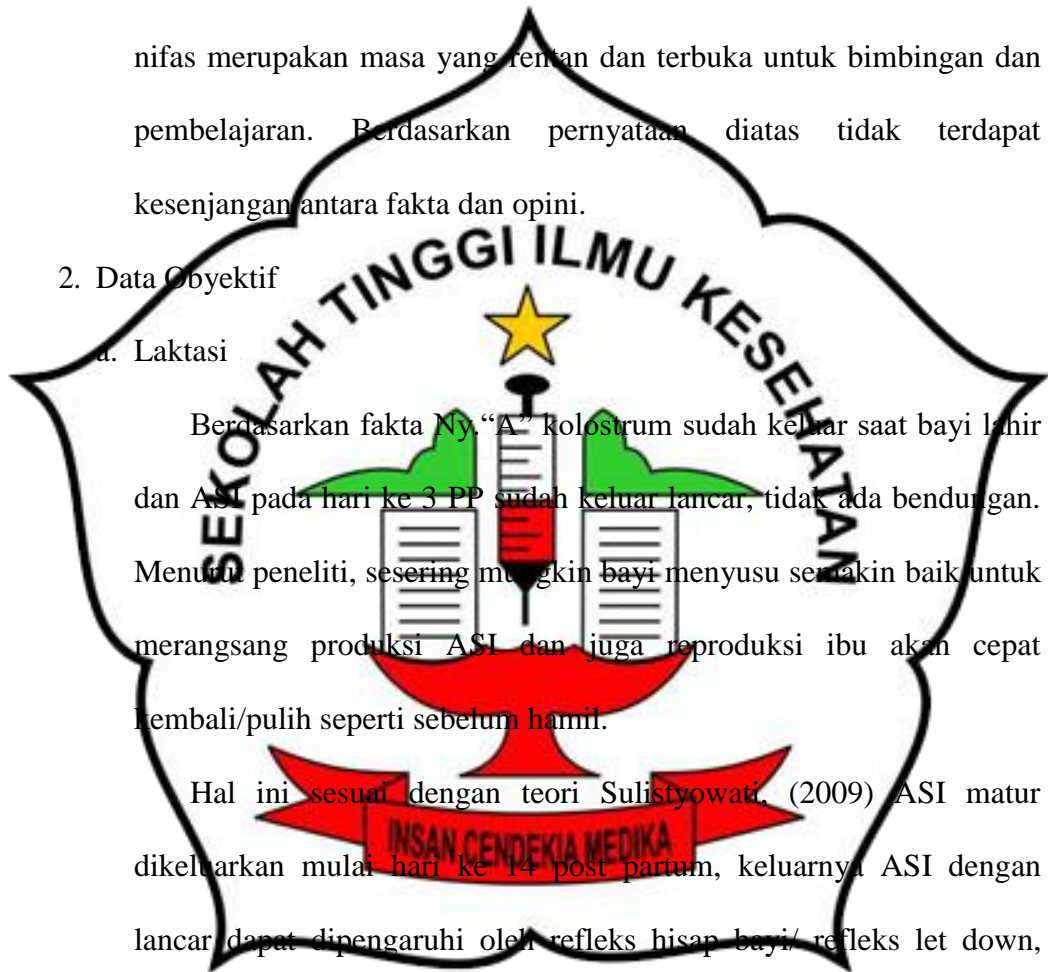 nifas merupakan masa yang rentan dan terbuka untuk bimbingan dan
pembelajaran. Berdasarkan pernyataan diatas tidak terdapat
kesenjangan antara fakta dan opini.
2. Data Obyektif
a. Laktasi
Berdasarkan fakta Ny.“A” kolostrum sudah keluar saat bayi lahir
dan ASI pada hari ke 3 PP sudah keluar lancar, tidak ada bendungan.
Menurut peneliti, sesering mungkin bayi menyusu semakin baik untuk
merangsang produksi ASI dan juga reproduksi ibu akan cepat
kembali/pulih seperti sebelum hamil.
Hal ini sesuai dengan teori Sulistyowati, (2009) ASI matur
dikeluarkan mulai hari ke 14 post partum, keluarnya ASI dengan
lancar dapat dipengaruhi oleh refleks hisap bayi/ refleks let down,
SEKOLAH TINGGI ILMU KESEHATAN
INSAN CENDEKIA MEDIKA